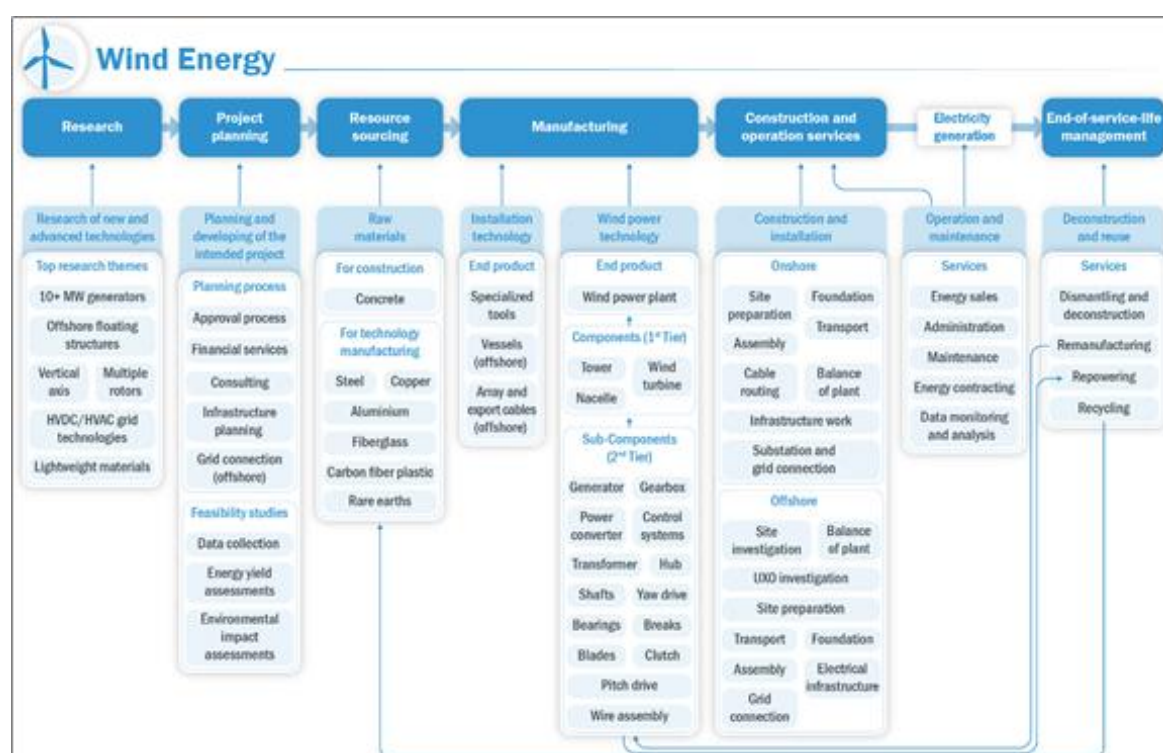 Wind Energy
Research
Project
planning
Resource
sourcing
Manufacturing
Construction and
operation services
Electricity
generation
End-of-service-life
management
Research of new and
advanced technologies
Top research themes
10+ MW generators
Offshore floating
structures
Vertical
axis
Multiple
rotors
HVDC/HVAC grid
technologies
Lightweight materials
Planning and
developing of the
intended project
Planning process
Approval process
Financial services
Consulting
Infrastructure
planning
Grid connection
(offshore)
Feasibility studies
Data collection
Energy yield
assessments
Environmental
impact
assessments
Raw
materials
For construction
Concrete
For technology
manufacturing
Steel
Copper
Aluminium
Fiberglass
Carbon fiber plastic
Rare earths
Installation
technology
End product
Specialized
tools
Vessels
(offshore)
Array and
export cables
(offshore)
Wind power
technology
End product
Wind power plant
Components (1st Tier)
Tower
Wind
turbine
Nacelle
Sub-Components
(2nd Tier)
Generator
Gearbox
Power
converter
Control
systems
Transformer
Hub
Shafts
Yaw drive
Bearings
Breaks
Blades
Clutch
Pitch drive
Wire assembly
Construction and
installation
Onshore
Site
preparation
Foundation
Transport
Assembly
Cable
routing
Balance
of plant
Infrastructure work
Substation and
grid connection
Offshore
Site
investigation
Balance
of plant
UXO investigation
Site preparation
Transport
Foundation
Assembly
Electrical
infrastructure
Grid
connection
Operation and
maintenance
Services
Energy sales
Administration
Maintenance
Energy contracting
Data monitoring
and analysis
Deconstruction
and reuse
Services
Dismantling and
deconstruction
Remanufacturing
Repowering
Recycling